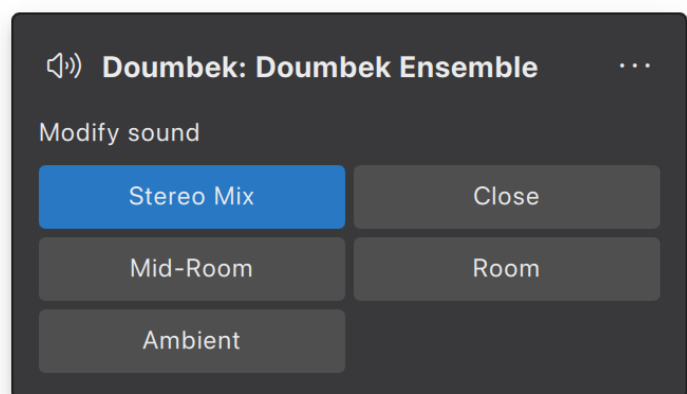 Doumbek: Doumbek Ensemble
Modify sound
Stereo Mix
Close
Mid-Room
Room
Ambient